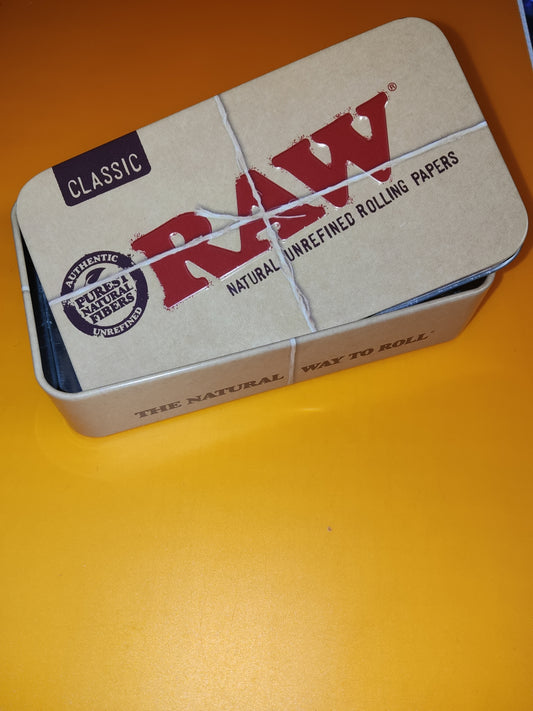 CLASSIC
RAW®
NATURAL UNREFINED ROLLING PAPERS
AUTHENTIC
PUREST
NATURAL
FIBERS
UNREFINED
THE NATURAL WAY TO ROLL